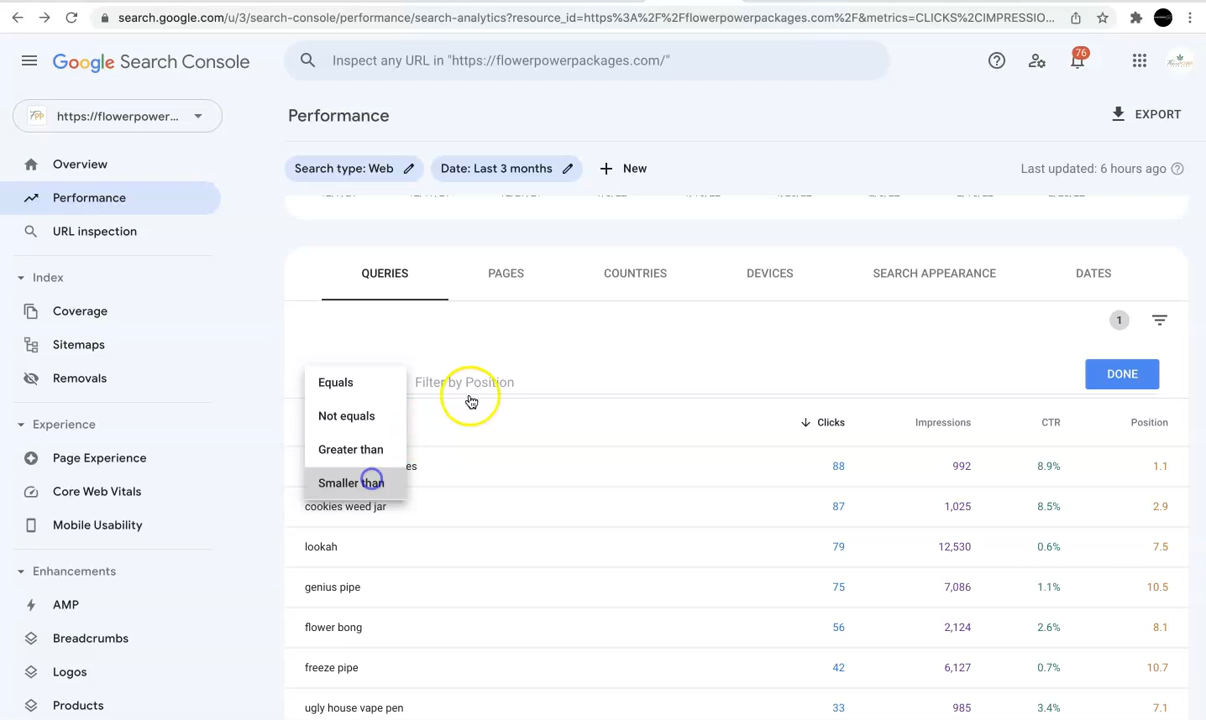 search.google.com/u/3/search-console/performance/search-analytics?resource_id=https%3A%2F%2Fflowerpowerpackages.com%2F&metrics=CLICKS%2CIMPRESSIO...
Google Search Console
Inspect any URL in "https://flowerpowerpackages.com/"
76
https://flowerpower...
Performance
EXPORT
Search type: Web
Date: Last 3 months
New
Last updated: 6 hours ago
Overview
Performance
URL inspection
Index
Coverage
Sitemaps
Removals
Experience
Page Experience
Core Web Vitals
Mobile Usability
Enhancements
AMP
Breadcrumbs
Logos
Products
QUERIES PAGES COUNTRIES DEVICES SEARCH APPEARANCE DATES
1
Equals
Not equals
Greater than
Smaller than
Filter by Position
DONE
Clicks Impressions CTR Position
es 88 992 8.9% 1.1
cookies weed jar 87 1,025 8.5% 2.9
lookah 79 12,530 0.6% 7.5
genius pipe 75 7,086 1.1% 10.5
flower bong 56 2,124 2.6% 8.1
freeze pipe 42 6,127 0.7% 10.7
ugly house vape pen 33 985 3.4% 7.1